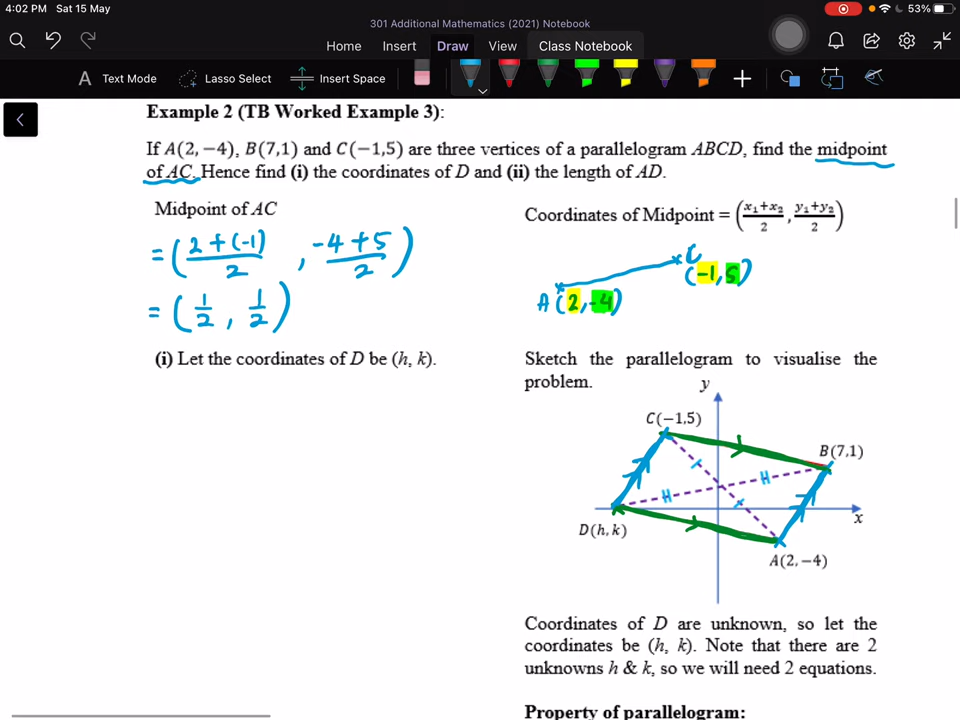 4:02 PM Sat 15 May
53%
301 Additional Mathematics (2021) Notebook
Home Insert Draw View Class Notebook
A Text Mode Lasso Select Insert Space
Example 2 (TB Worked Example 3):
If A(2, −4), B(7,1) and C(−1,5) are three vertices of a parallelogram ABCD, find the midpoint
of AC. Hence find (i) the coordinates of D and (ii) the length of AD.
Midpoint of AC
= (2 + (-1)/2 , -4 + 5/2)
= (1/2 , 1/2)
(i) Let the coordinates of D be (h, k).
Coordinates of Midpoint = (x₁+x₂/2 , y₁+y₂/2)
C
(-1, 5)
A (2, -4)
Sketch the parallelogram to visualise the
problem.
y
C(−1,5)
B(7,1)
x
D(h, k)
A(2, −4)
Coordinates of D are unknown, so let the
coordinates be (h, k). Note that there are 2
unknowns h & k, so we will need 2 equations.
Property of parallelogram: